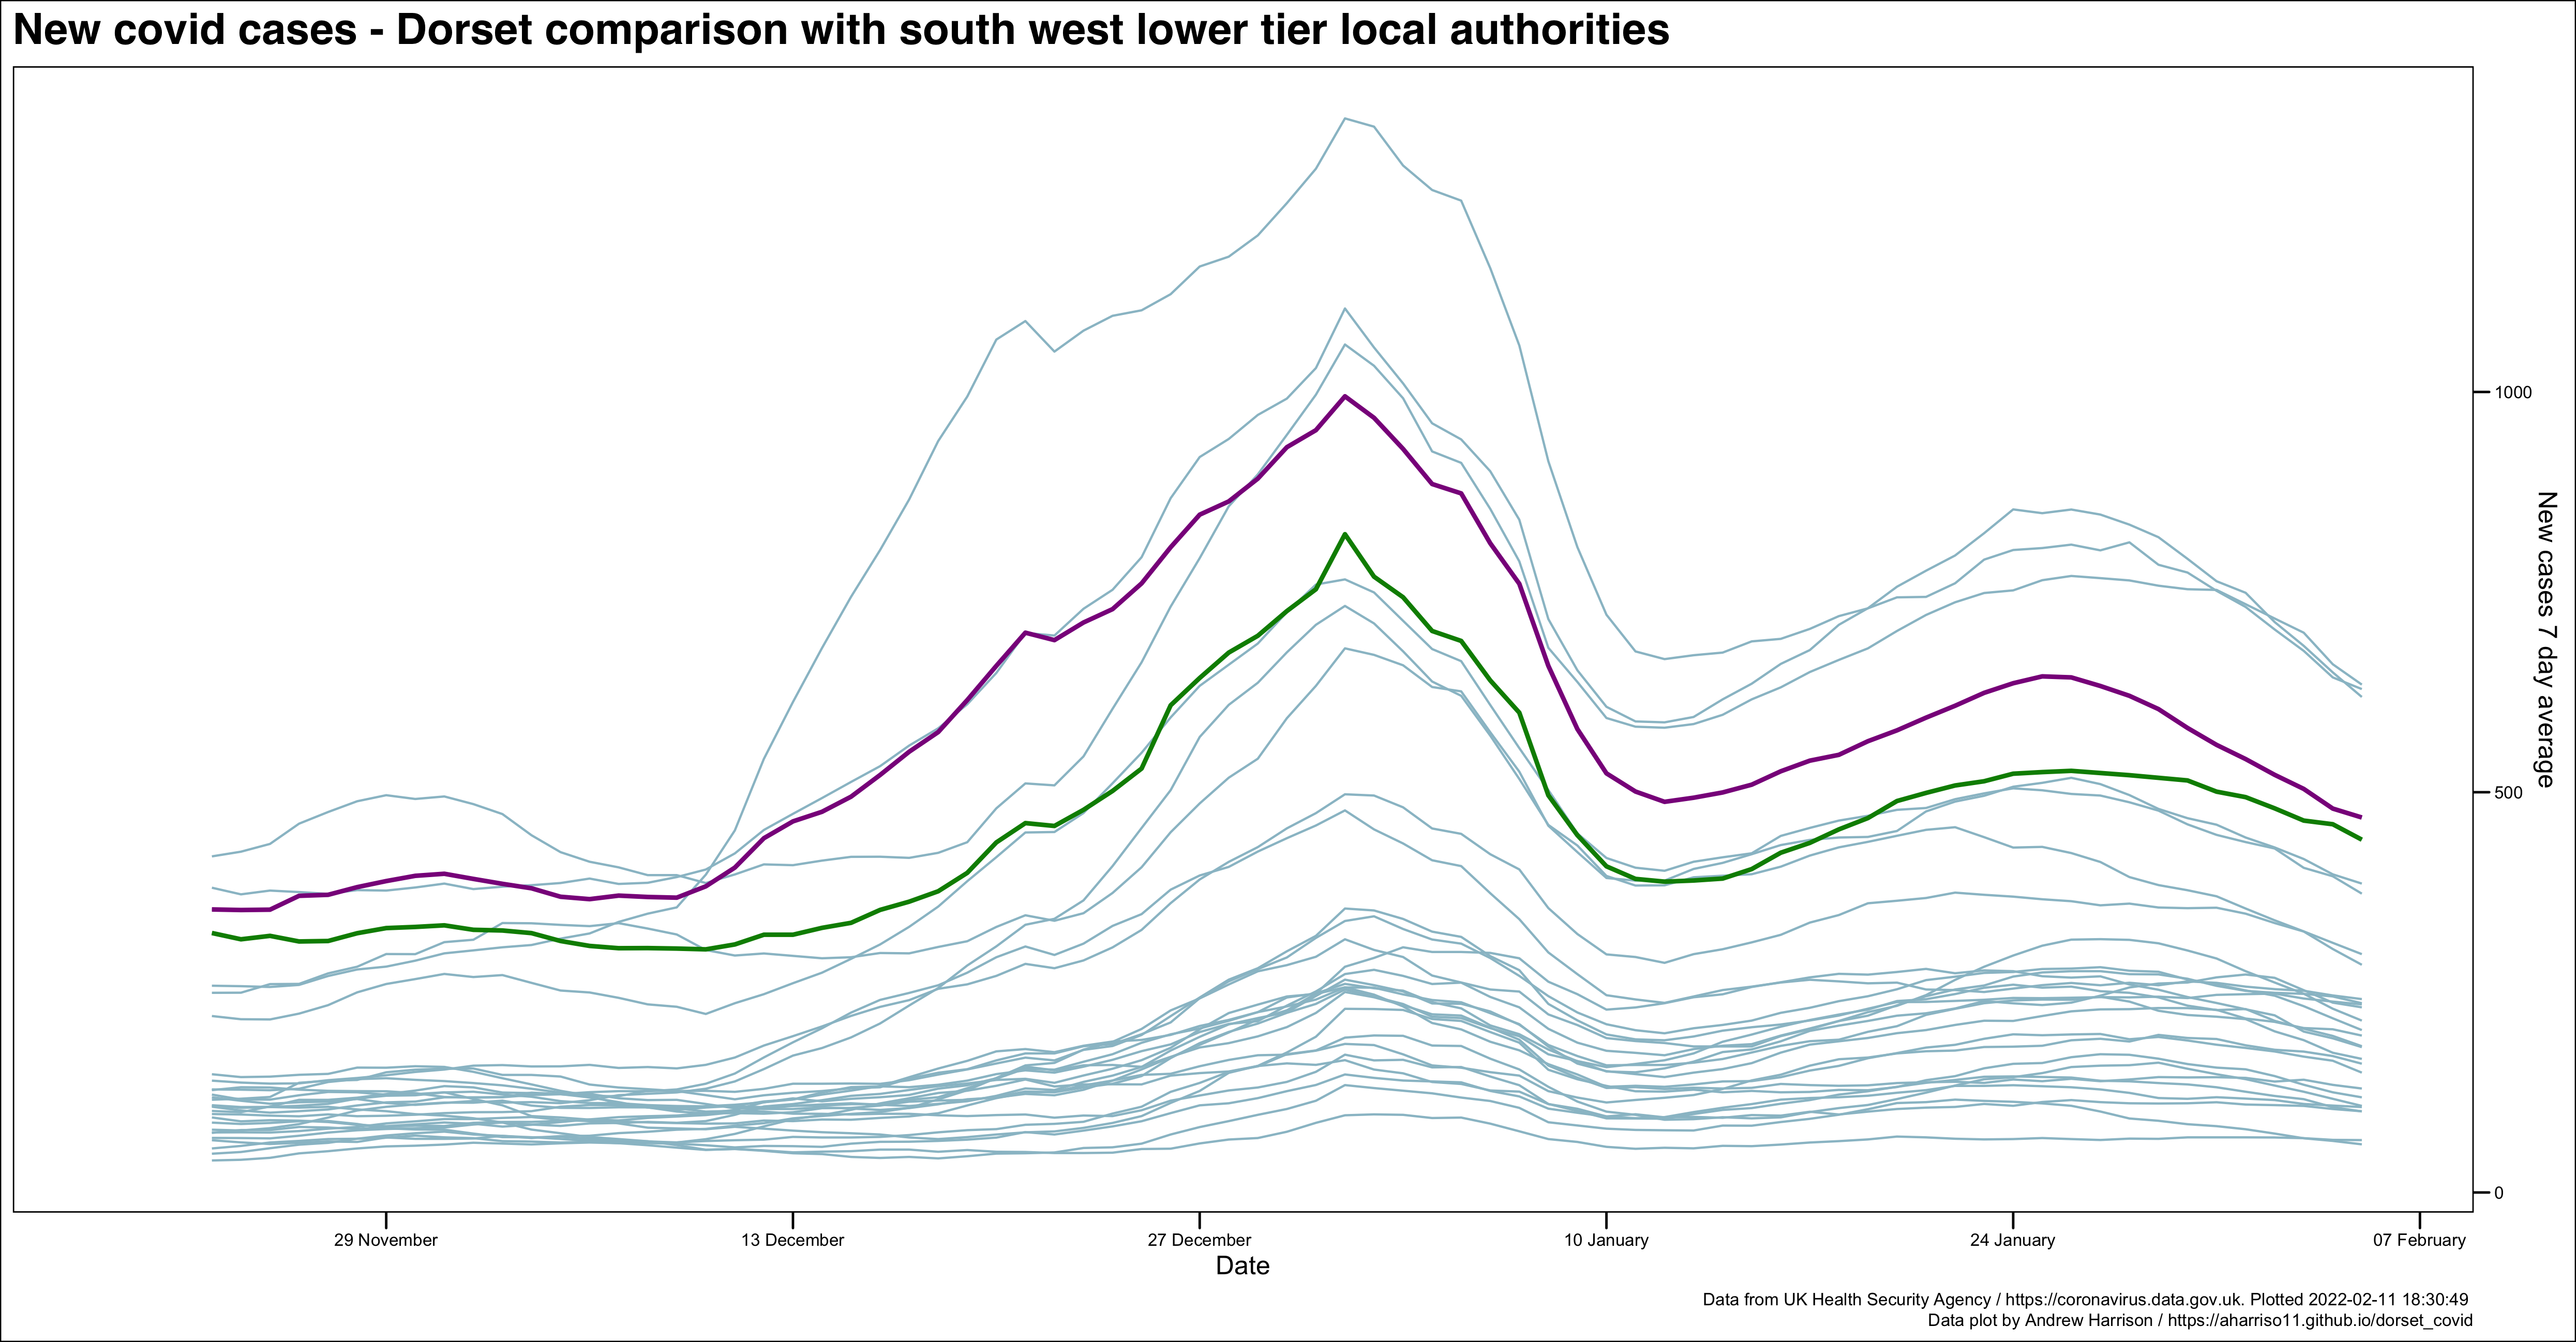 New covid cases - Dorset comparison with south west lower tier local authorities
1000
500
0
New cases 7 day average
29 November
13 December
27 December
10 January
24 January
07 February
Date
Data from UK Health Security Agency / https://coronavirus.data.gov.uk. Plotted 2022-02-11 18:30:49
Data plot by Andrew Harrison / https://aharriso11.github.io/dorset_covid